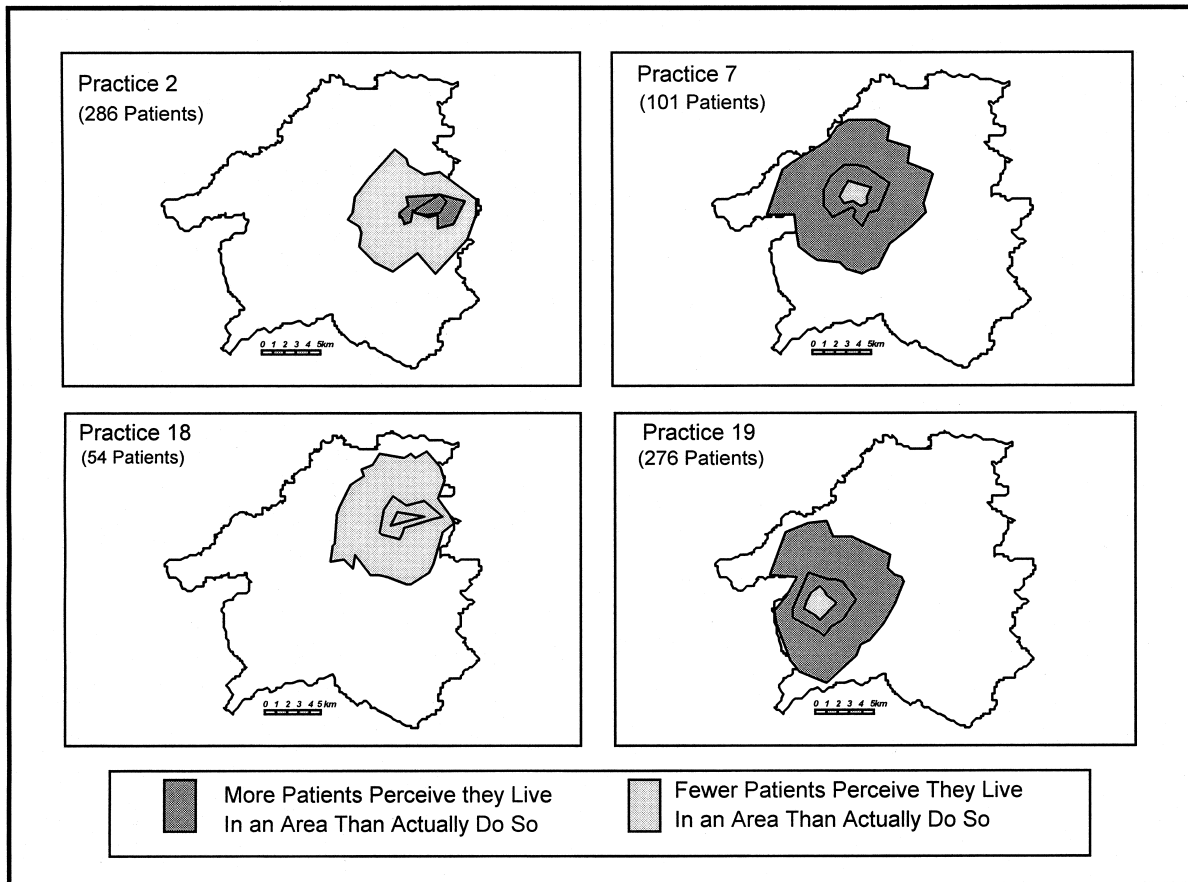 Practice 2
(286 Patients)
0 1 2 3 4 5km
Practice 7
(101 Patients)
0 1 2 3 4 5km
Practice 18
(54 Patients)
0 1 2 3 4 5km
Practice 19
(276 Patients)
0 1 2 3 4 5km
More Patients Perceive they Live
In an Area Than Actually Do So
Fewer Patients Perceive They Live
In an Area Than Actually Do So